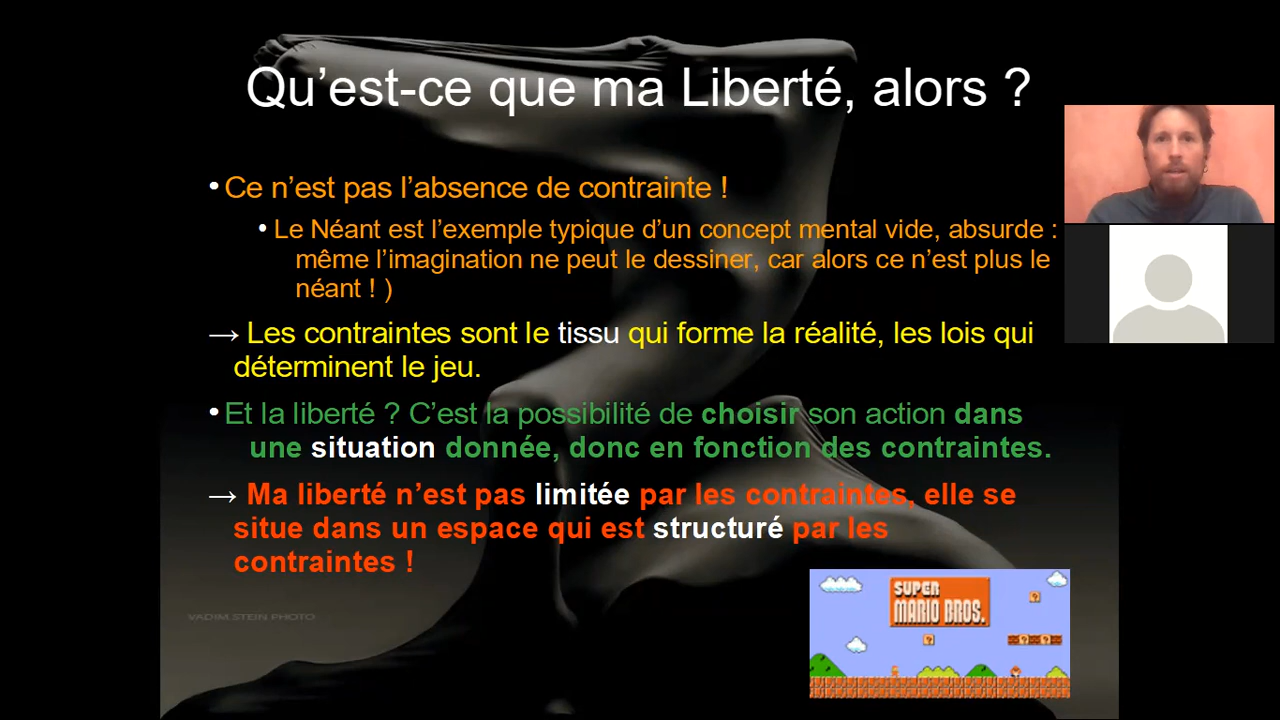 Qu’est-ce que ma Liberté, alors ?
• Ce n’est pas l’absence de contrainte !
• Le Néant est l’exemple typique d’un concept mental vide, absurde :
même l’imagination ne peut le dessiner, car alors ce n’est plus le
néant ! )
→ Les contraintes sont le tissu qui forme la réalité, les lois qui
déterminent le jeu.
• Et la liberté ? C’est la possibilité de choisir son action dans
une situation donnée, donc en fonction des contraintes.
→ Ma liberté n’est pas limitée par les contraintes, elle se
situe dans un espace qui est structuré par les
contraintes !
VADIM STEIN PHOTO
SUPER
MARIO BROS.